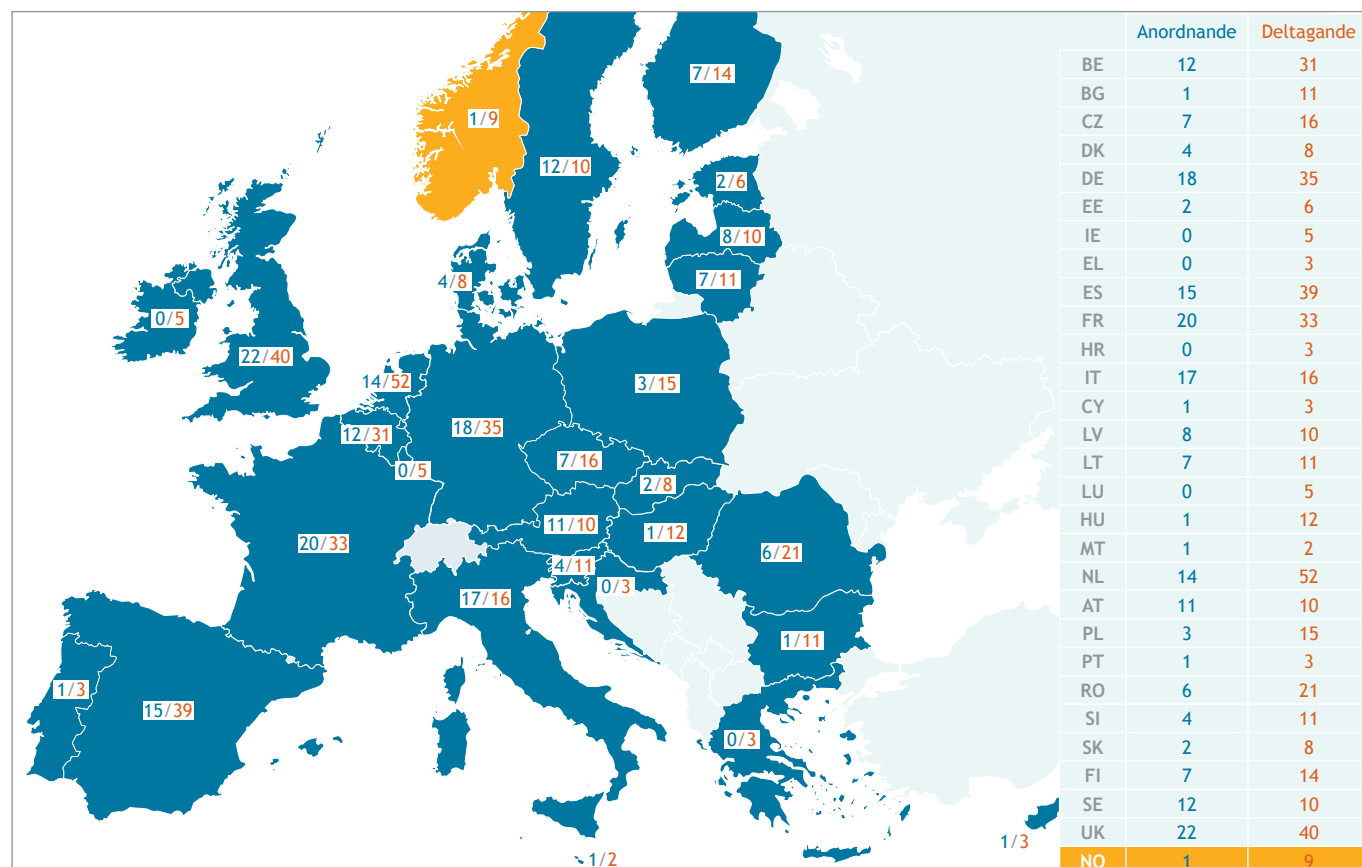 7/14
1/9
12/10
2/6
8/10
4/8
7/11
0/5
22/40
14/52
3/15
12/31
18/35
7/16
0/5
2/8
11/10
1/12
20/33
6/21
4/11
0/3
17/16
1/11
1/3
15/39
0/3
1/3
1/2
Anordnande Deltagande
BE 12 31
BG 1 11
CZ 7 16
DK 4 8
DE 18 35
EE 2 6
IE 0 5
EL 0 3
ES 15 39
FR 20 33
HR 0 3
IT 17 16
CY 1 3
LV 8 10
LT 7 11
LU 0 5
HU 1 12
MT 1 2
NL 14 52
AT 11 10
PL 3 15
PT 1 3
RO 6 21
SI 4 11
SK 2 8
FI 7 14
SE 12 10
UK 22 40
NO 1 9